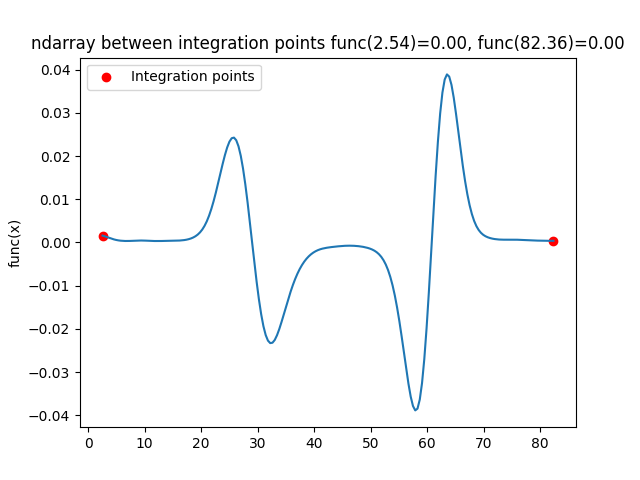 ndarray between integration points func(2.54)=0.00, func(82.36)=0.00
Integration points
func(x)
0.04
0.03
0.02
0.01
0.00
−0.01
−0.02
−0.03
−0.04
0 10 20 30 40 50 60 70 80